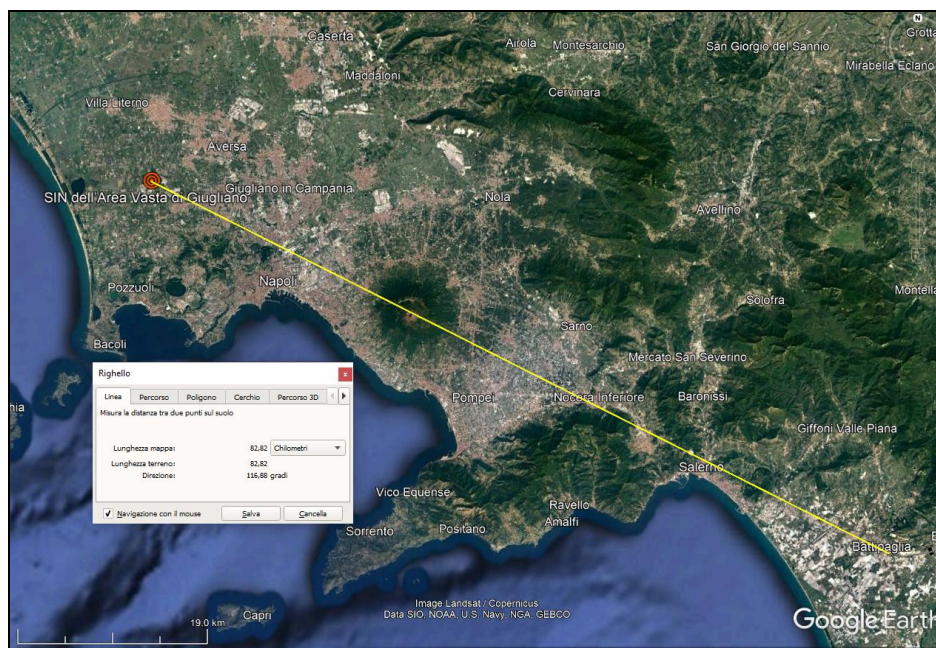 N
Grotta
Caserta
Airola
Montesarchio
San Giorgio del Sannio
Mirabella Eclano
Maddaloni
Cervinara
Villa Literno
Aversa
SIN dell'Area Vasta di Giugliano
Giugliano in Campania
Nola
Avellino
Pozzuoli
Napoli
Solofra
Montella
Bacoli
Sarno
Mercato San Severino
hia
Pompei
Nocera Inferiore
Baronissi
Giffoni Valle Piana
Righello
x
Linea Percorso Poligono Cerchio Percorso 3D
Misura la distanza tra due punti sul suolo
Lunghezza mappa: 82,82 Chilometri
Lunghezza terreno: 82,82
Direzione: 116,88 gradi
Navigazione con il mouse Salva Cancella
Salerno
Vico Equense
Ravello
Amalfi
Positano
Sorrento
Battipaglia
E
Capri
19.0 km
Image Landsat / Copernicus
Data SIO, NOAA, U.S. Navy, NGA, GEBCO
Google Earth